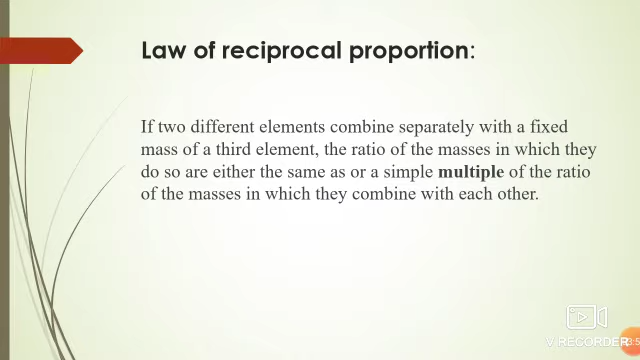 Law of reciprocal proportion:
If two different elements combine separately with a fixed
mass of a third element, the ratio of the masses in which they
do so are either the same as or a simple multiple of the ratio
of the masses in which they combine with each other.
V.RECORDER